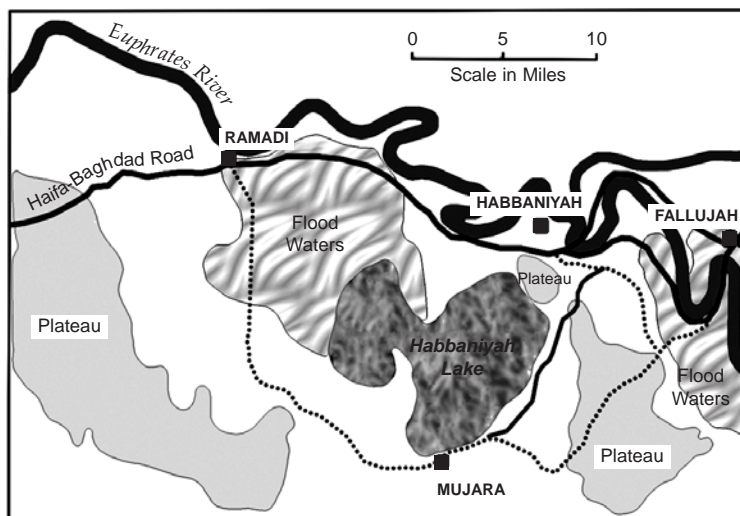 Euphrates River
0 5 10
Scale in Miles
RAMADI
Haifa-Baghdad Road
HABBANIYAH
FALLUJAH
Flood
Waters
Plateau
Plateau
Habbaniyah
Lake
Flood
Waters
Plateau
MUJARA